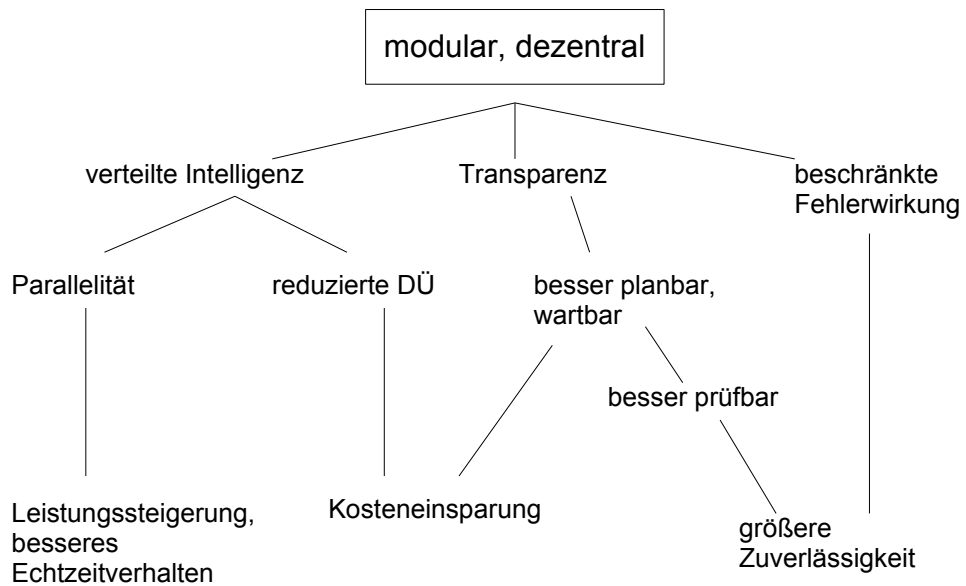 modular, dezentral
verteilte Intelligenz
Transparenz
beschränkte
Fehlerwirkung
Parallelität
reduzierte DÜ
besser planbar,
wartbar
besser prüfbar
Leistungssteigerung,
besseres
Echtzeitverhalten
Kosteneinsparung
größere
Zuverlässigkeit